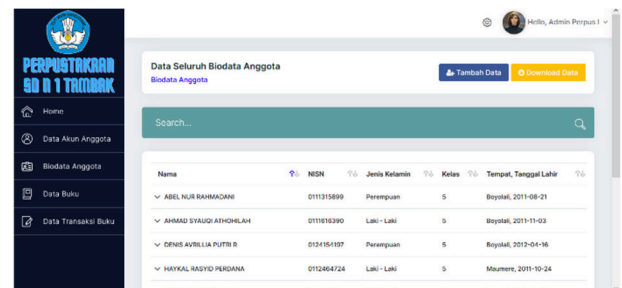 Hello, Admin Perpus I
PERPUSTAKAAN
SD N 1 TAMBAK
Home
Data Akun Anggota
Biodata Anggota
Data Buku
Data Transaksi Buku
Data Seluruh Biodata Anggota
Biodata Anggota
Tambah Data
Download Data
Search...
Nama NISN Jenis Kelamin Kelas Tempat, Tanggal Lahir
ABEL NUR RAHMADANI 0111315899 Perempuan 5 Boyolali, 2011-08-21
AHMAD SYAUQI ATHOHILAH 0111616390 Laki - Laki 5 Boyolali, 2011-11-03
DENIS AVRILLIA PUTRI R 0124154197 Perempuan 5 Boyolali, 2012-04-16
HAYKAL RASYID PERDANA 0112464724 Laki - Laki 5 Maumere, 2011-10-24